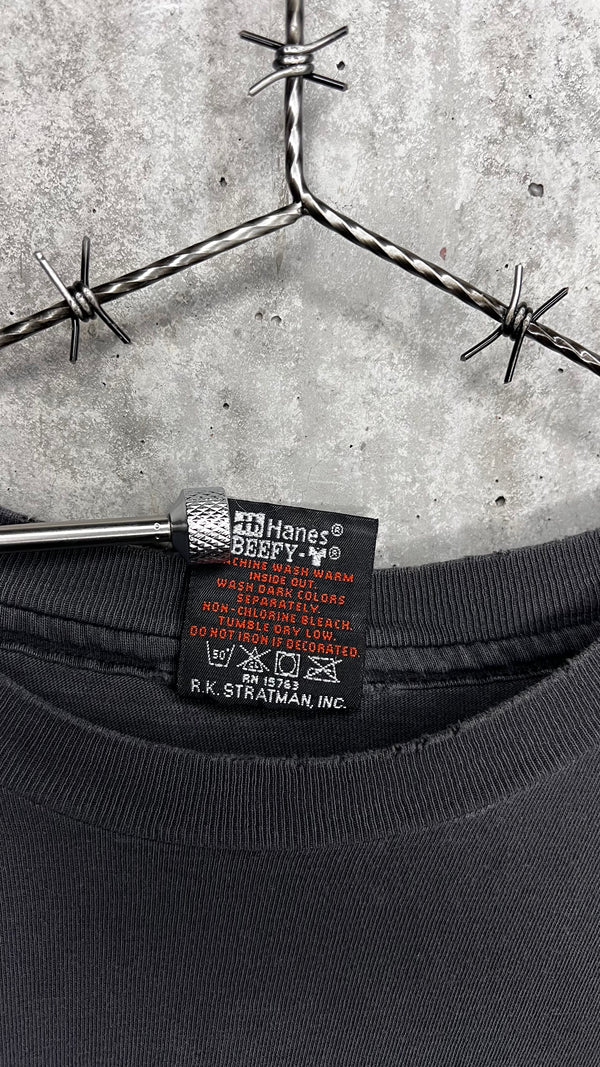 Hanes®
BEEFY-T®
CHINE WASH WARM
INSIDE OUT.
WASH DARK COLORS
SEPARATELY.
NON-CHLORINE BLEACH.
TUMBLE DRY LOW.
DO NOT IRON IF DECORATED.
50°
RN 15763
R.K. STRATMAN, INC.